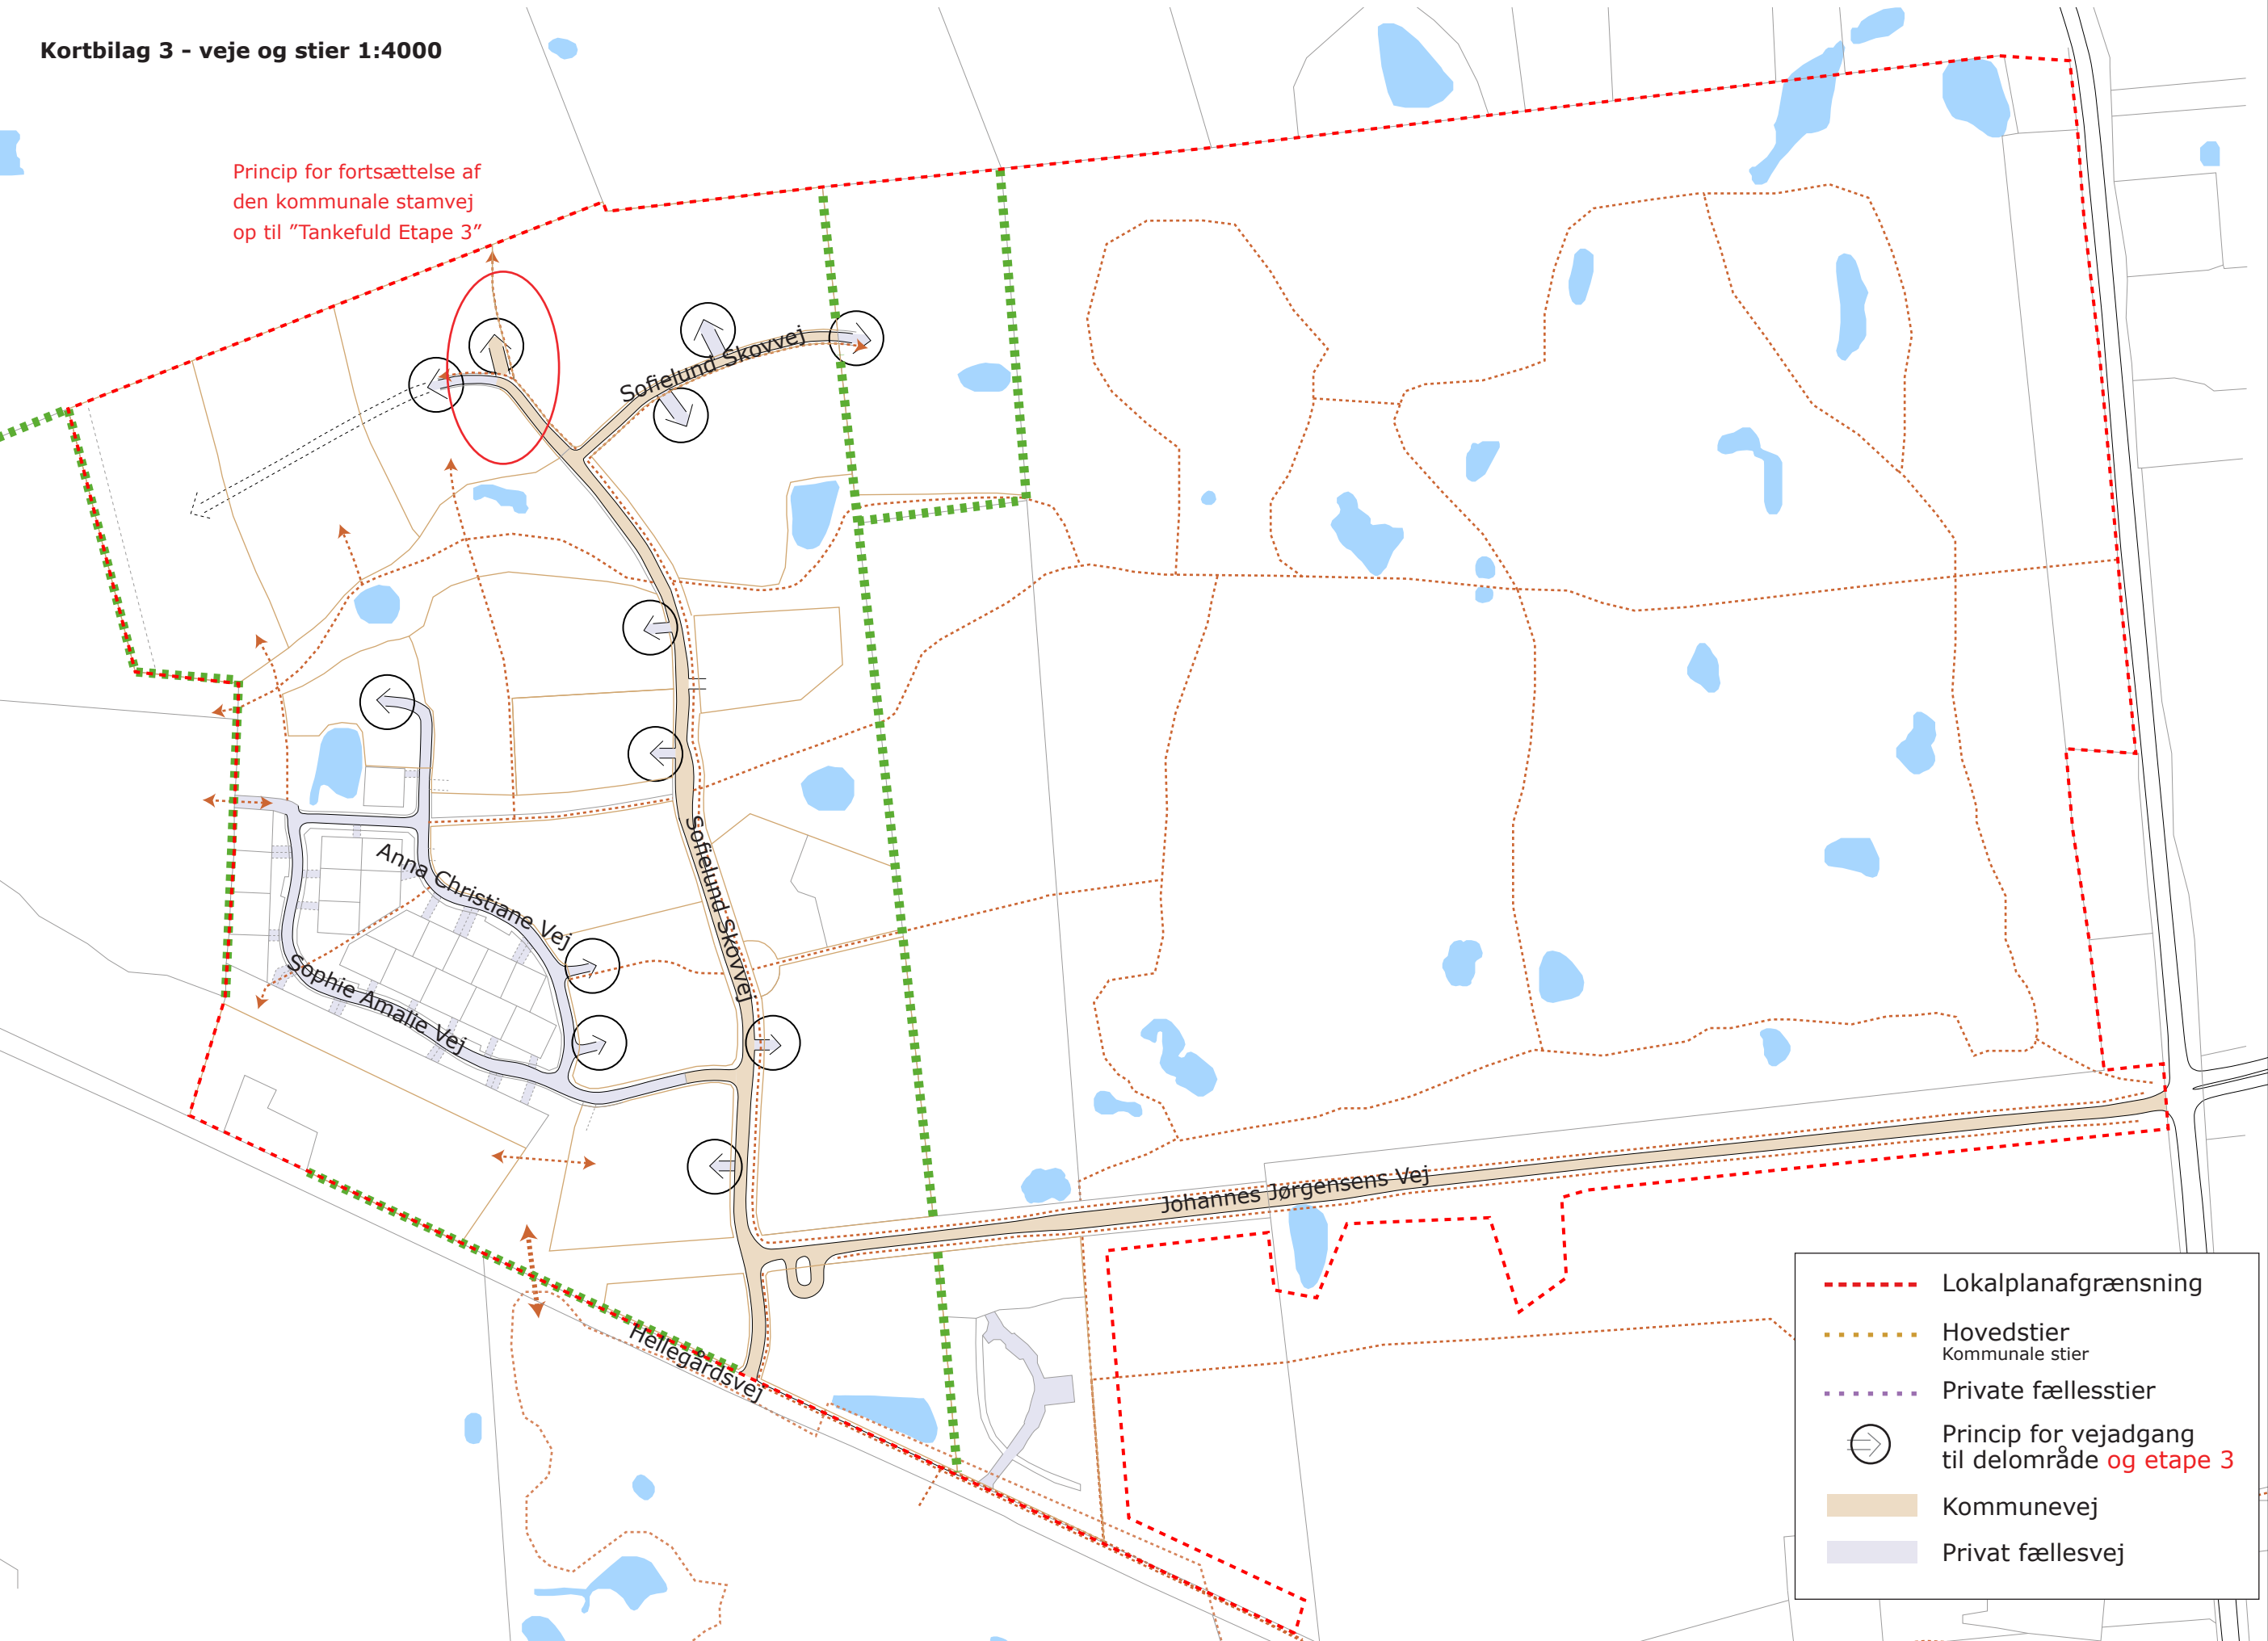 Kortbilag 3 - veje og stier 1:4000
Princip for fortsættelse af
den kommunale stamvej
op til ”Tankefuld Etape 3”
Sofielund Skovvej
Anna Christiane Vej
Sofielund Skovvej
Sophie Amalie Vej
Johannes Jørgensens Vej
Hellegårdsvej
Lokalplanafgrænsning
Hovedstier
Kommunale stier
Private fællesstier
Princip for vejadgang
til delområde og etape 3
Kommunevej
Privat fællesvej